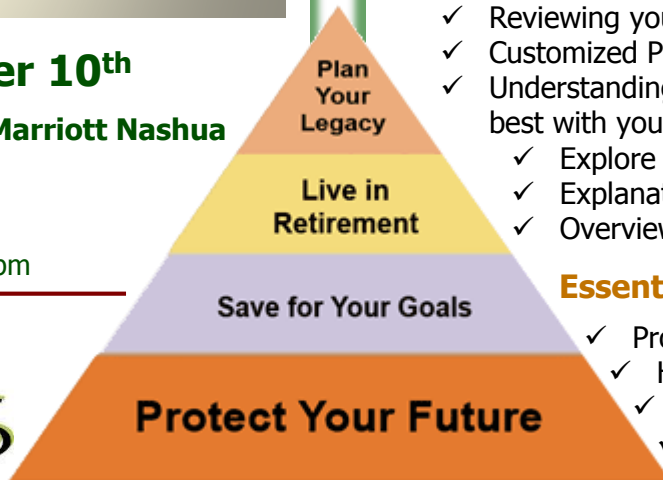 er 10th
Marriott Nashua
pm
Plan
Your
Legacy
Live in
Retirement
Save for Your Goals
Protect Your Future
✓ Reviewing you
✓ Customized P
✓ Understanding
best with you
✓ Explore
✓ Explanat
✓ Overview
Essent
✓ Pro
✓ H
✓